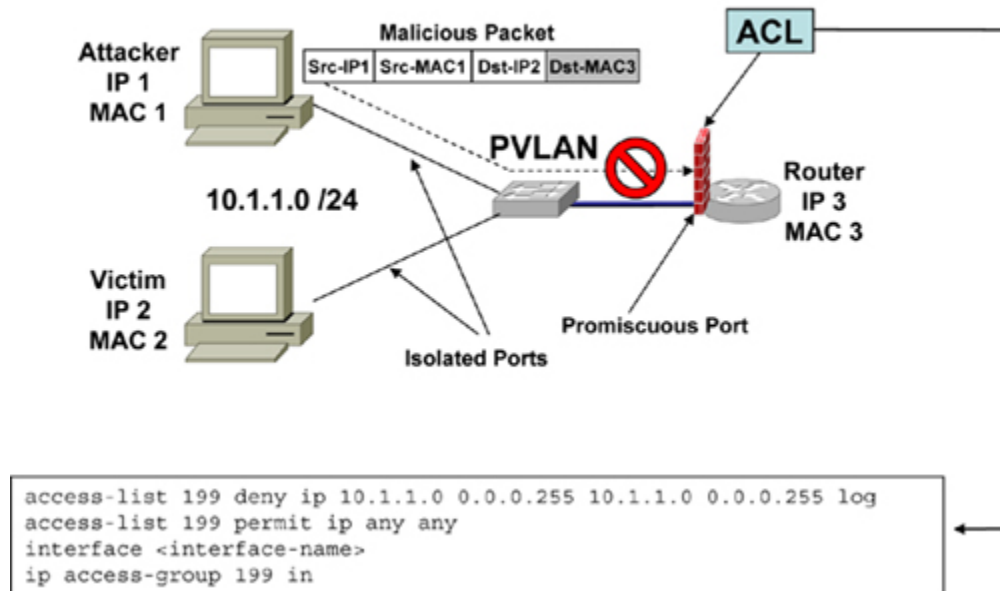 Attacker
IP 1
MAC 1
Malicious Packet
Src-IP1 Src-MAC1 Dst-IP2 Dst-MAC3
ACL
PVLAN
Router
IP 3
MAC 3
10.1.1.0 /24
Victim
IP 2
MAC 2
Promiscuous Port
Isolated Ports
access-list 199 deny ip 10.1.1.0 0.0.0.255 10.1.1.0 0.0.0.255 log
access-list 199 permit ip any any
interface <interface-name>
ip access-group 199 in